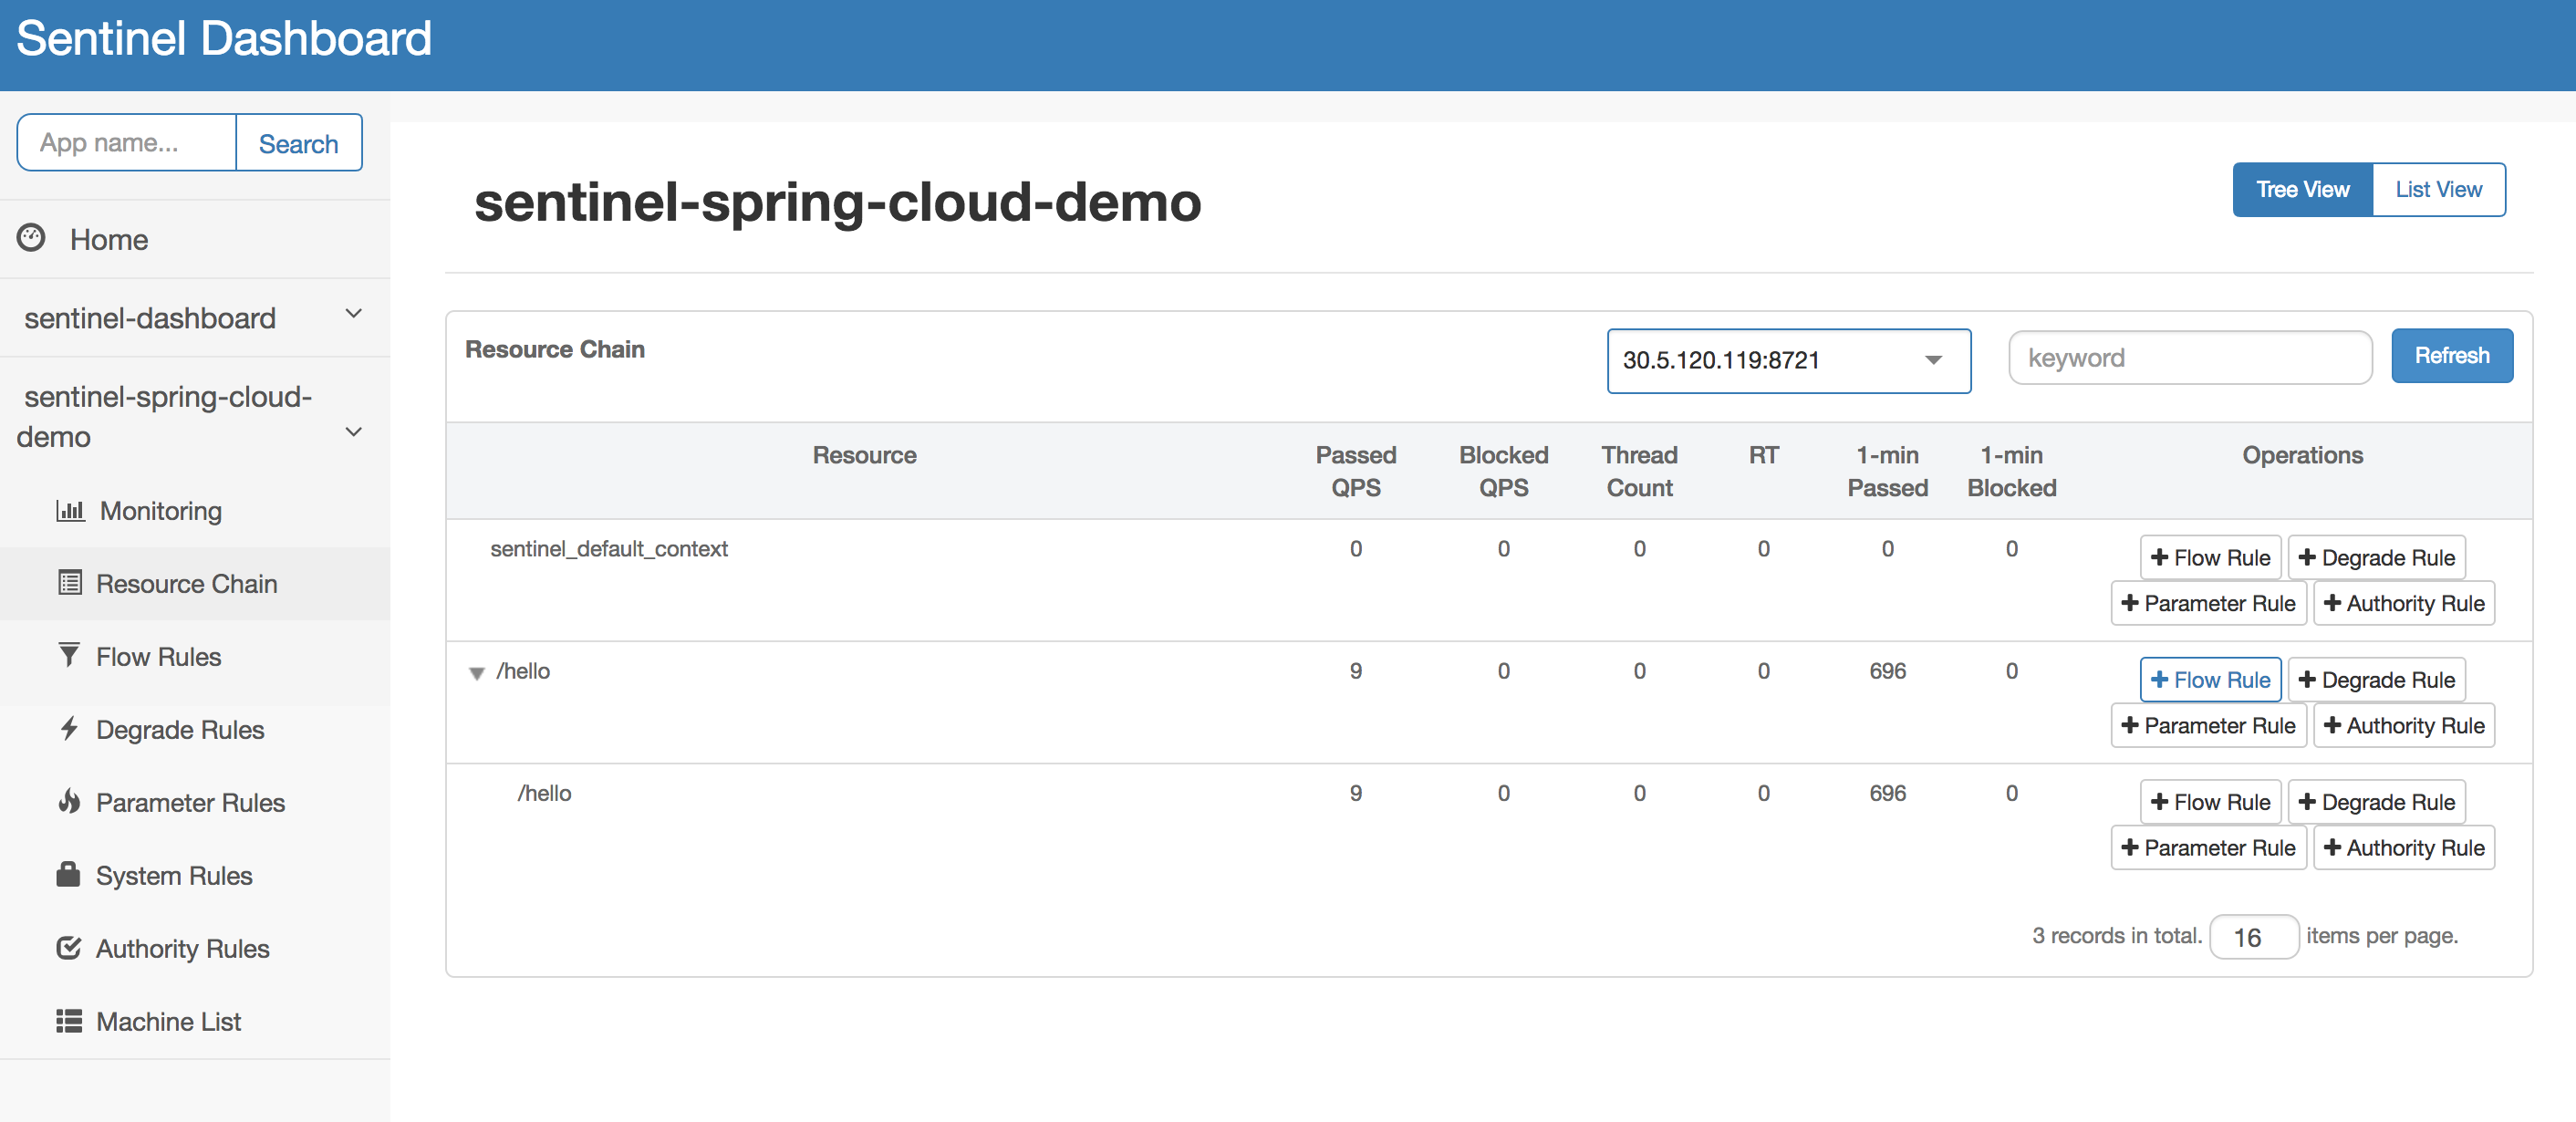 Sentinel Dashboard
App name...
Search
Home
sentinel-dashboard
sentinel-spring-cloud-
demo
Monitoring
Resource Chain
Flow Rules
Degrade Rules
Parameter Rules
System Rules
Authority Rules
Machine List
sentinel-spring-cloud-demo
Tree View
List View
Resource Chain
30.5.120.119:8721
keyword
Refresh
Resource
Passed
QPS
Blocked
QPS
Thread
Count
RT
1-min
Passed
1-min
Blocked
Operations
sentinel_default_context 0 0 0 0 0 0
Flow Rule Degrade Rule
Parameter Rule Authority Rule
/hello 9 0 0 0 696 0
Flow Rule Degrade Rule
Parameter Rule Authority Rule
/hello 9 0 0 0 696 0
Flow Rule Degrade Rule
Parameter Rule Authority Rule
3 records in total. 16 items per page.